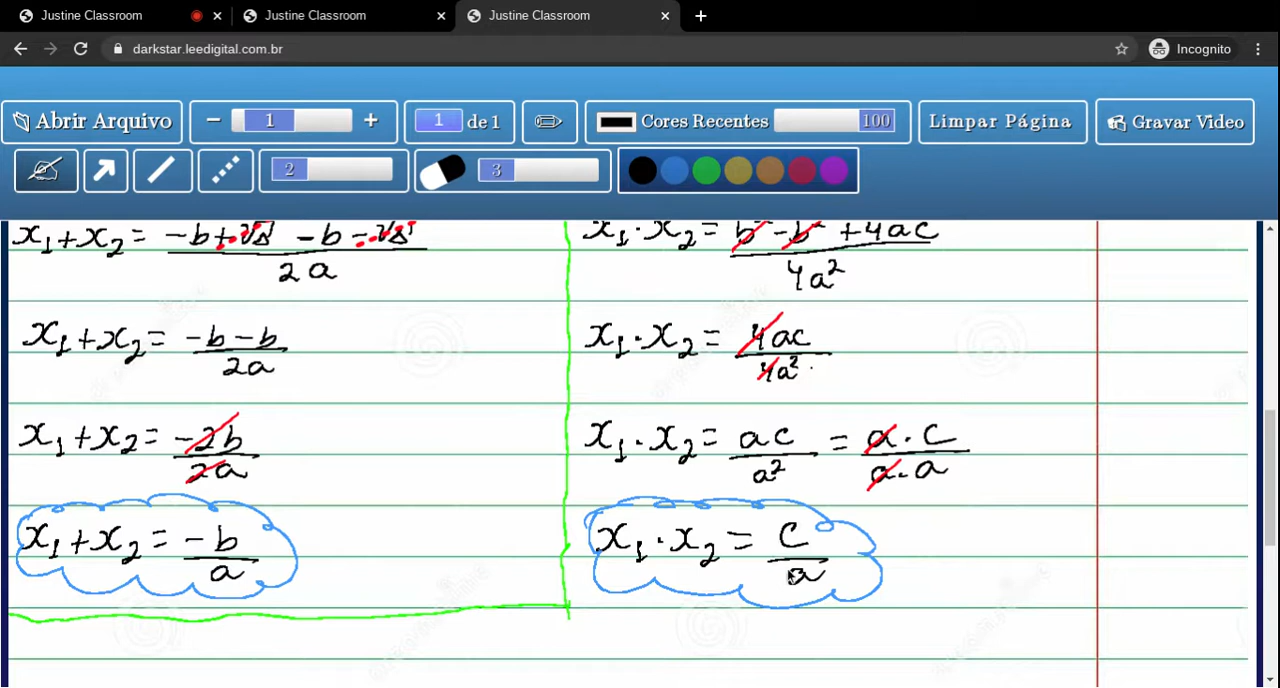 Justine Classroom
Justine Classroom
Justine Classroom
darkstar.leedigital.com.br
Incognito
Abrir Arquivo
− 1 +
1 de 1
Cores Recentes 100
Limpar Página
Gravar Video
2
3
x₁+x₂ = (-b+²√Δ -b-²√Δ)/2a
x₁+x₂ = (-b-b)/2a
x₁+x₂ = -2b/2a
x₁+x₂ = -b/a
x₁·x₂ = (b²-b²+4ac)/4a²
x₁·x₂ = 4ac/4a²
x₁·x₂ = ac/a² = a·c/a·a
x₁·x₂ = c/a